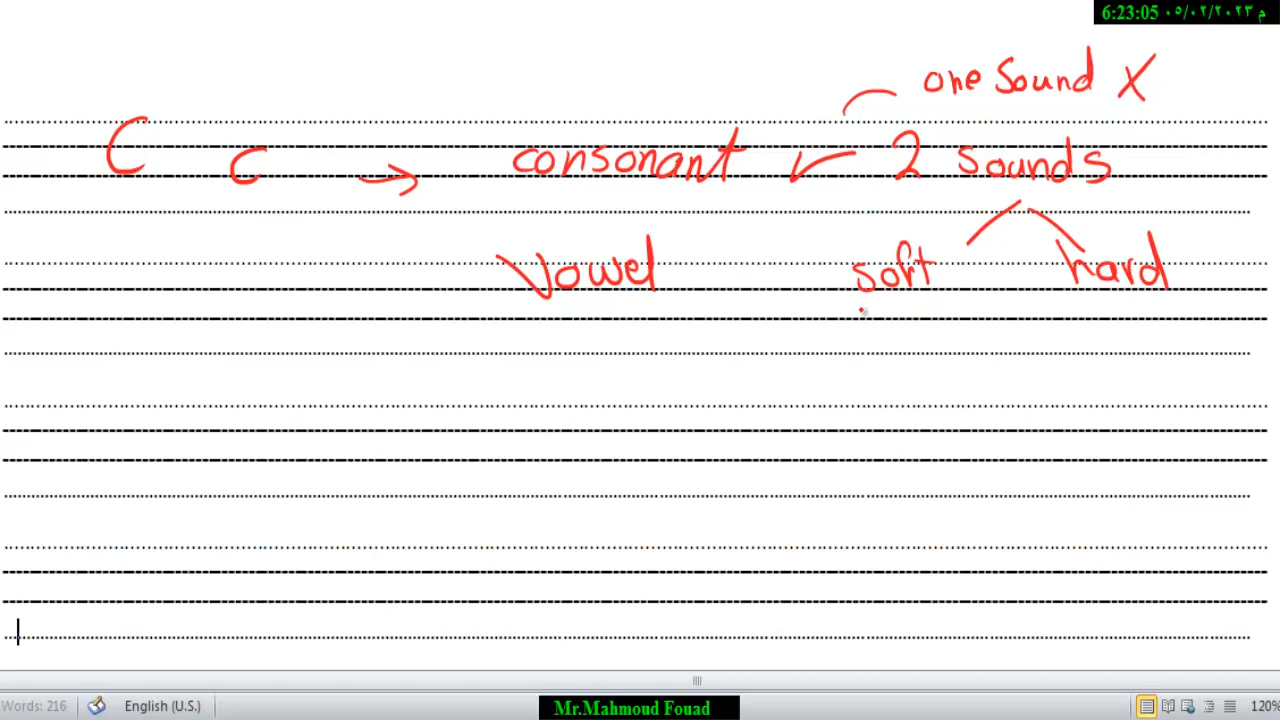 6:23:05 ٠٥/٠٢/٢٠٢٣ م
one sound X
C c → consonant ✓ 2 sounds
Vowel soft hard
Words: 216 English (U.S.) Mr.Mahmoud Fouad 120%